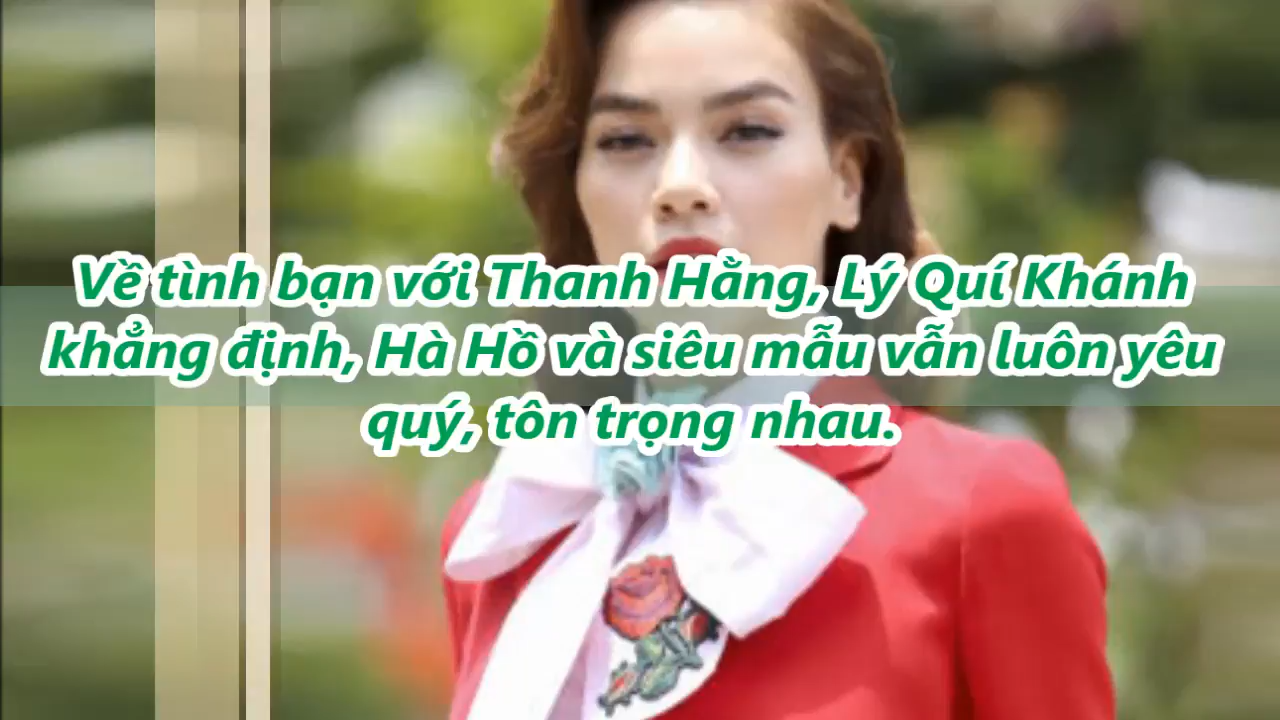 Về tình bạn với Thanh Hằng, Lý Quí Khánh
khẳng định, Hà Hồ và siêu mẫu vẫn luôn yêu
quý, tôn trọng nhau.